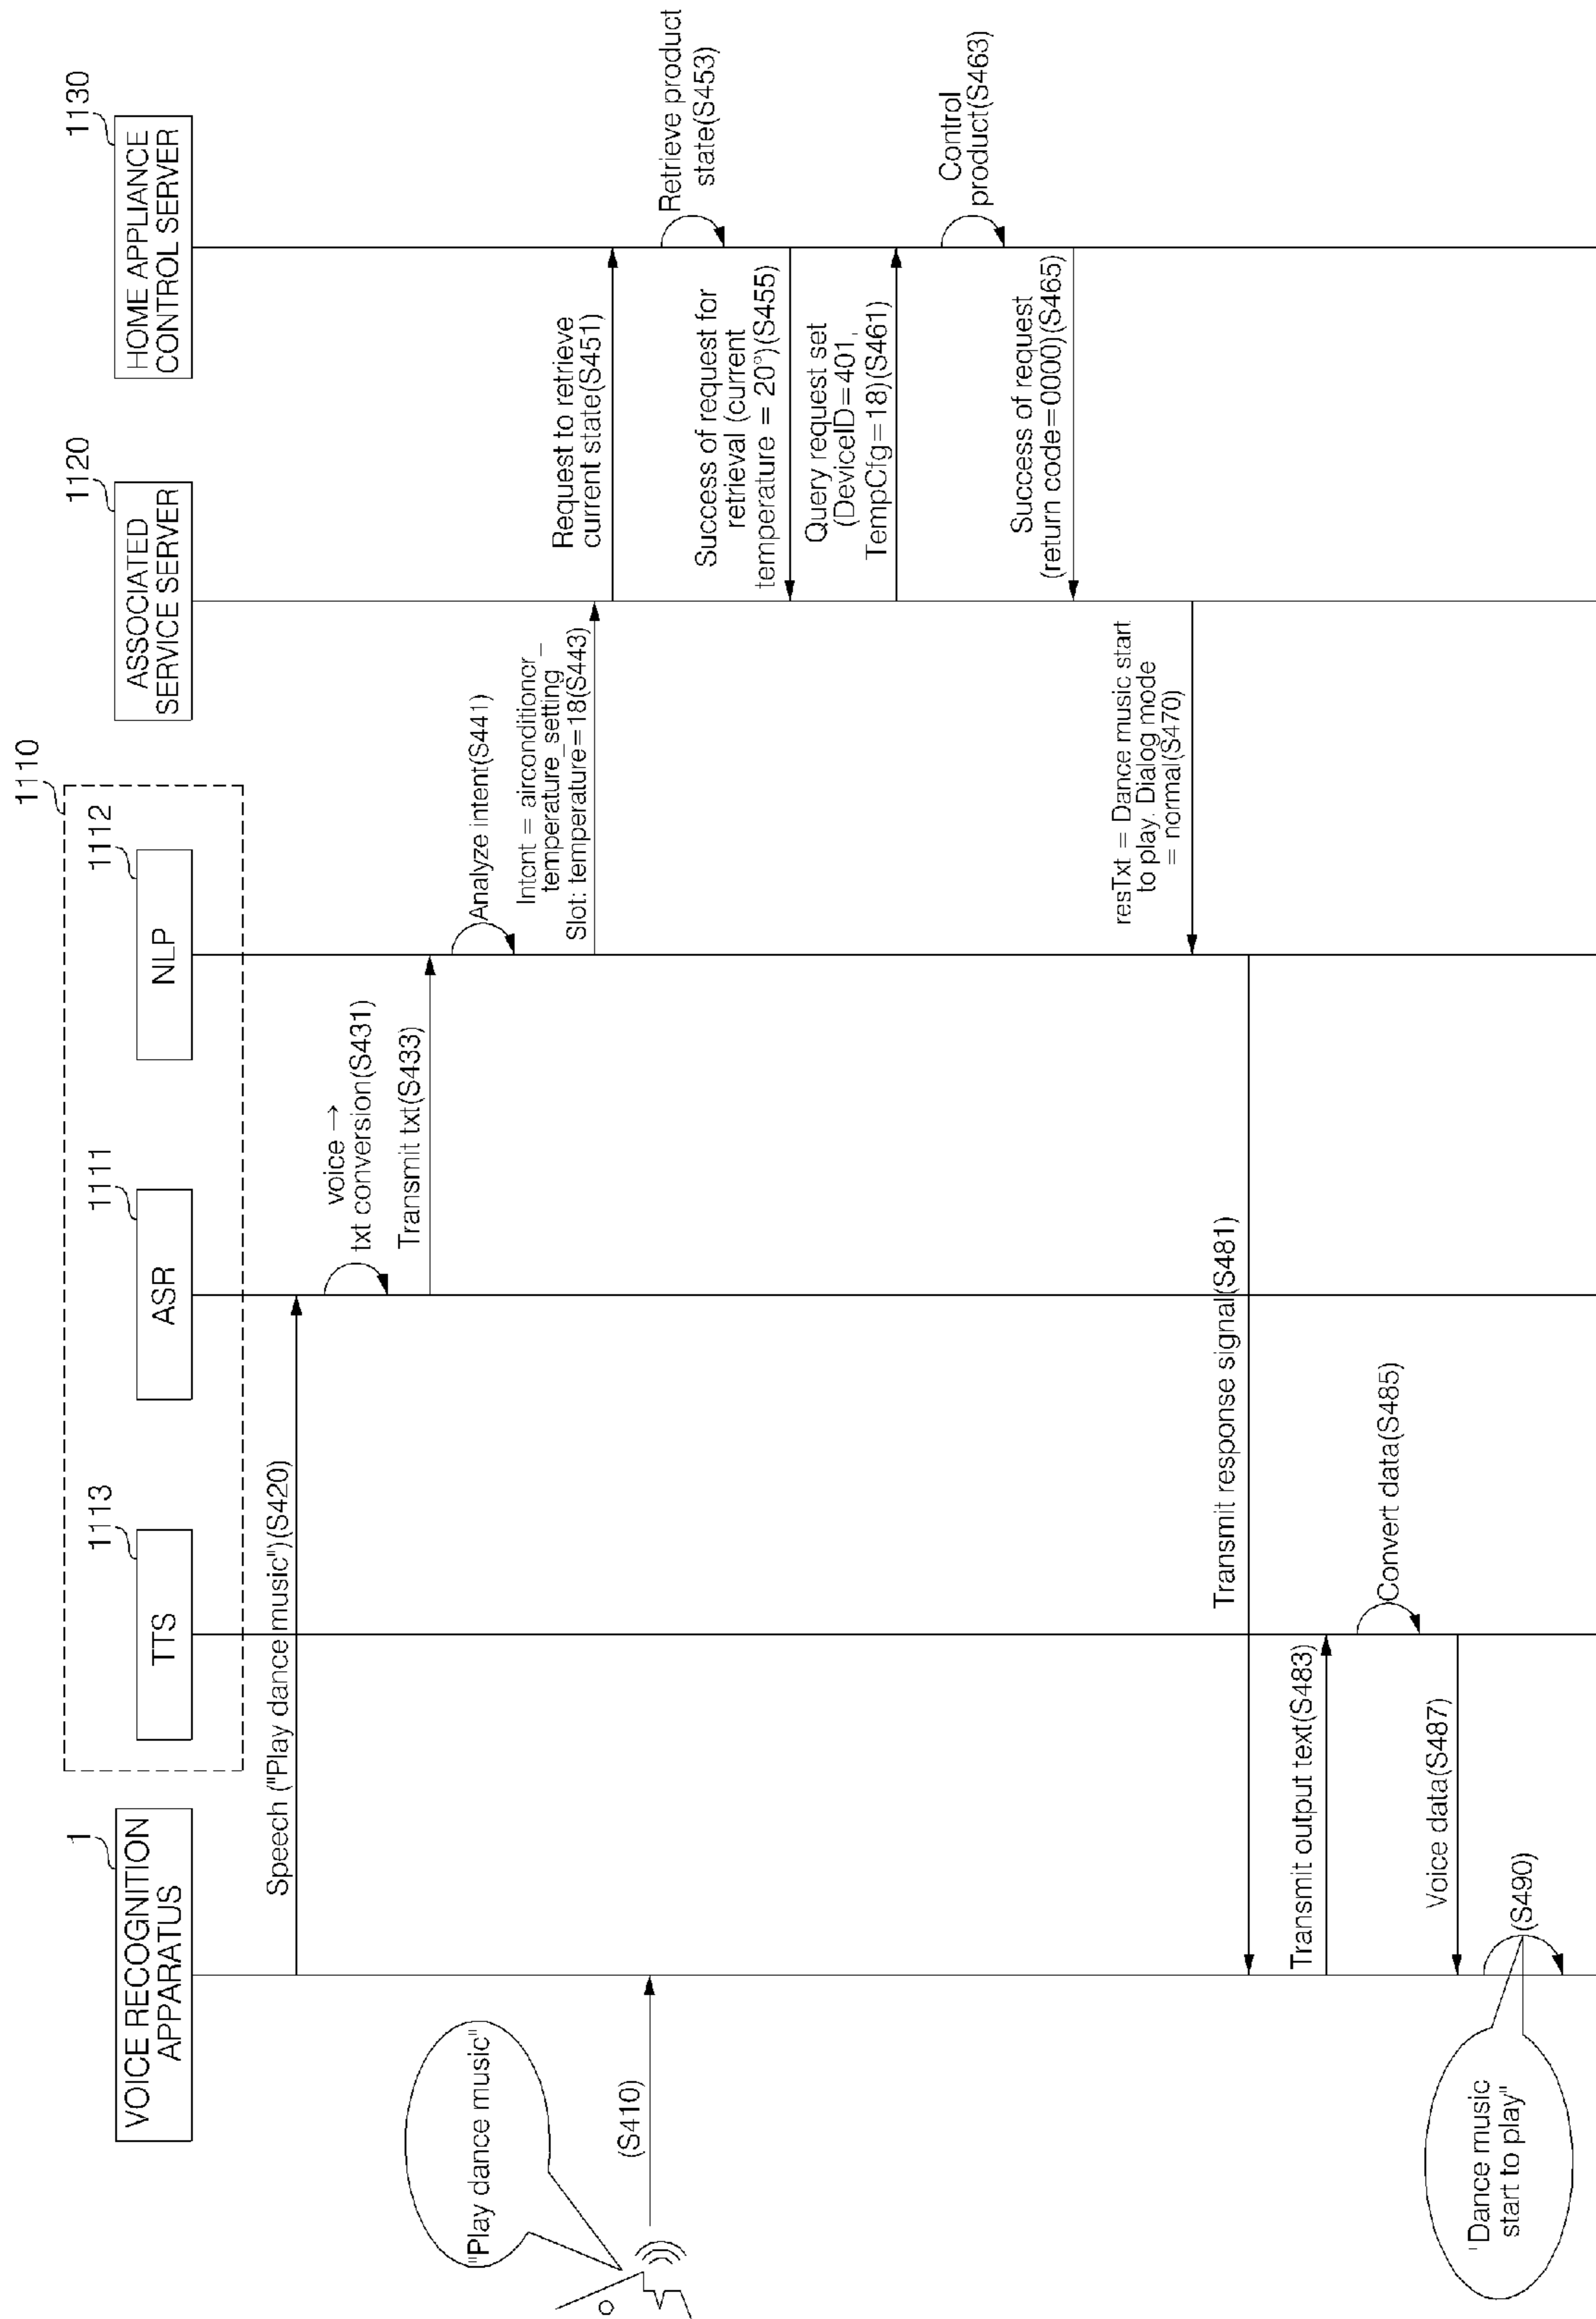 1
VOICE RECOGNITION
APPARATUS
1110
1113
TTS
1111
ASR
1112
NLP
1120
ASSOCIATED
SERVICE SERVER
1130
HOME APPLIANCE
CONTROL SERVER
"Play dance music"
(S410)
Speech ("Play dance music")(S420)
voice →
txt conversion(S431)
Transmit txt(S433)
Analyze intent(S441)
Intent = airconditioner_
temperature_setting
Slot: temperature=18(S443)
Request to retrieve
current state(S451)
Retrieve product
state(S453)
Success of request for
retrieval (current
temperature = 20°)(S455)
Query request set
(DeviceID=401,
TempCfg=18)(S461)
Control
product(S463)
Success of request
(return code=0000)(S465)
resTxt = Dance music start
to play. Dialog mode
= normal(S470)
Transmit response signal(S481)
Transmit output text(S483)
Convert data(S485)
Voice data(S487)
(S490)
"Dance music
start to play"